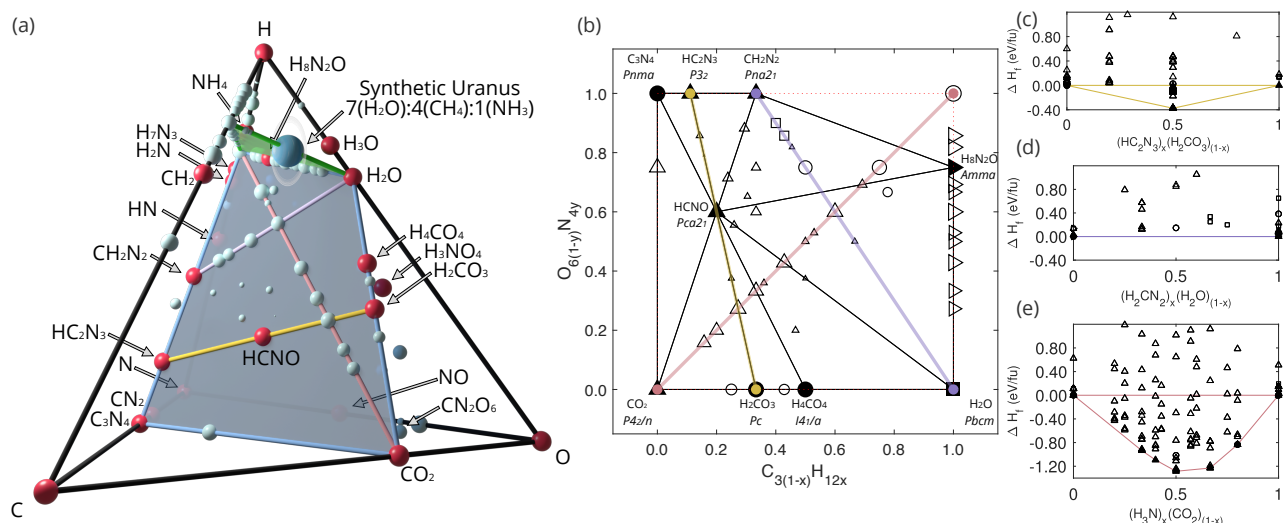 (a)
H
NH₄
H₈N₂O
Synthetic Uranus
7(H₂O):4(CH₄):1(NH₃)
H₇N₃
H₂N
H₃O
CH₂
H₂O
HN
CH₂N₂
H₄CO₄
H₃NO₄
H₂CO₃
HC₂N₃
HCNO
N
NO
CN₂
C₃N₄
CN₂O₆
CO₂
O
C
(b)
C₃N₄
Pnma
HC₂N₃
P3₂
CH₂N₂
Pna2₁
1.0
0.8
0.6
0.4
0.2
0.0
O₆₍₁₋y₎N₄y
HCNO
Pca2₁
H₈N₂O
Amma
CO₂
P4₂/n
H₂CO₃
Pc
H₄CO₄
I4₁/a
H₂O
Pbcm
0.0 0.2 0.4 0.6 0.8 1.0
C₃₍₁₋ₓ₎H₁₂ₓ
(c)
0.80
0.40
0.00
-0.40
Δ H_f (eV/fu)
0 0.5 1
(HC₂N₃)ₓ(H₂CO₃)₍₁₋ₓ₎
(d)
0.80
0.40
0.00
-0.40
Δ H_f (eV/fu)
0 0.5 1
(H₂CN₂)ₓ(H₂O)₍₁₋ₓ₎
(e)
1.20
0.80
0.40
0.00
-0.40
-0.80
-1.20
Δ H_f (eV/fu)
0 0.5 1
(H₃N)ₓ(CO₂)₍₁₋ₓ₎